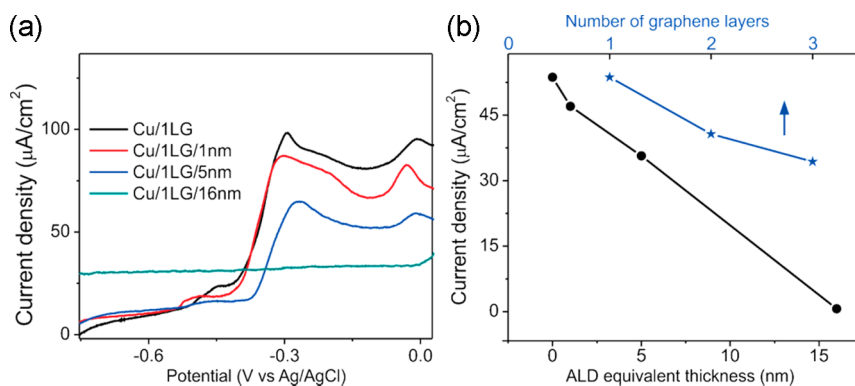 (a)
Current density (μA/cm²)
100
50
0
Cu/1LG
Cu/1LG/1nm
Cu/1LG/5nm
Cu/1LG/16nm
-0.6
-0.3
0.0
Potential (V vs Ag/AgCl)
(b)
Number of graphene layers
0
1
2
3
Current density (μA/cm²)
45
30
15
0
0
5
10
15
ALD equivalent thickness (nm)